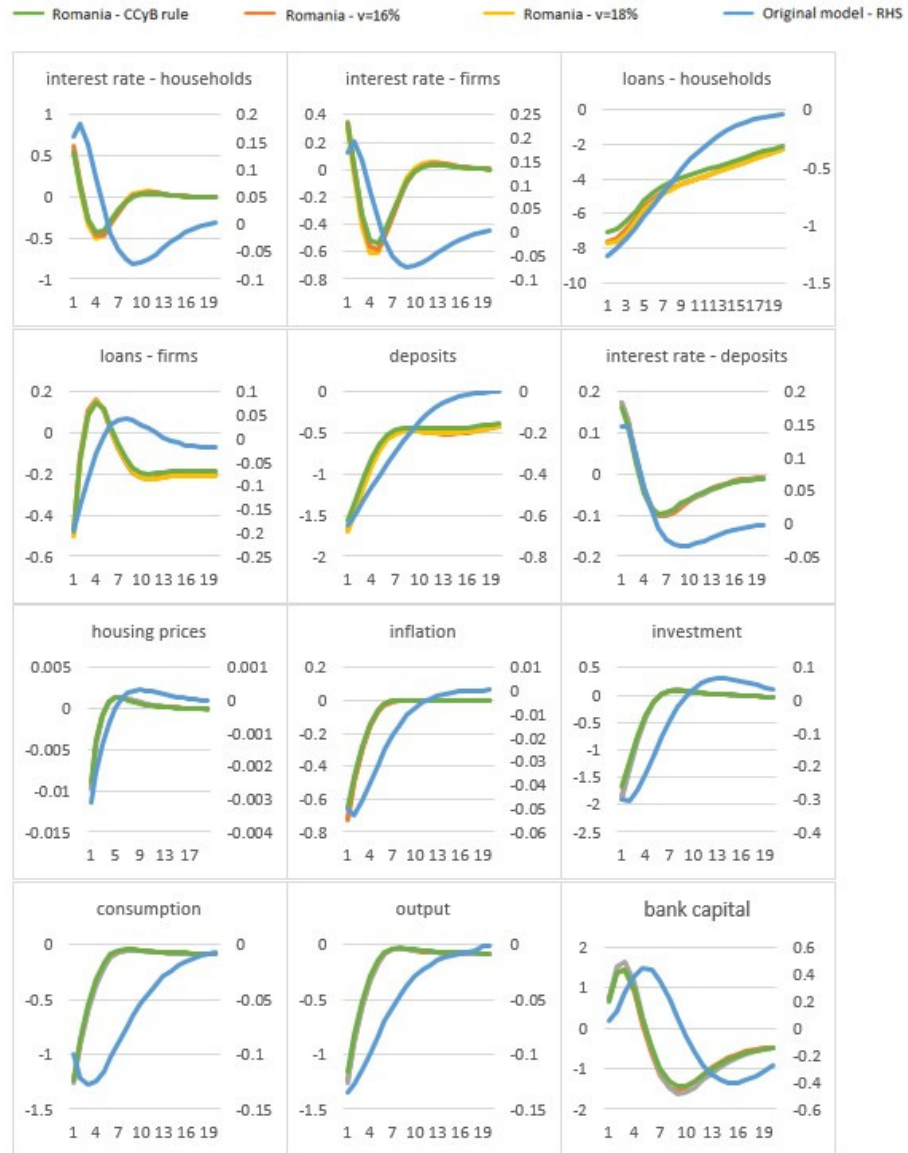 Romania - CCyB rule Romania - v=16% Romania - v=18% Original model - RHS
interest rate - households interest rate - firms loans - households
1 0.2 0.4 0.25 0 0
0.5 0.15 0.2 0.2 -2
0 0.1 0 0.15 -4 -0.5
-0.5 0.05 -0.2 0.1 -6
-1 0 -0.4 0.05 -8 -1
-0.05 -0.6 0 -10 -1.5
-0.1 -0.8 -0.05
-0.1
1 4 7 10 13 16 19 1 4 7 10 13 16 19 1 3 5 7 9 1113151719
loans - firms deposits interest rate - deposits
0.2 0.1 0 0 0.2 0.2
0 0.05 -0.5 -0.2 0.1 0.15
-0.2 0 -1 -0.4 0 0.1
-0.4 -0.05 -1.5 -0.6 -0.1 0.05
-0.6 -0.1 -2 -0.8 -0.2 0
-0.15 -0.05
-0.2
-0.25
1 4 7 10 13 16 19 1 4 7 10 13 16 19 1 4 7 10 13 16 19
housing prices inflation investment
0.005 0.001 0.2 0.01 0.5 0.1
0 0 0 0 0 0
-0.005 -0.001 -0.2 -0.01 -0.5 -0.1
-0.01 -0.002 -0.4 -0.02 -1 -0.2
-0.015 -0.003 -0.6 -0.03 -1.5 -0.3
-0.004 -0.8 -0.04 -2 -0.4
-0.05 -2.5
-0.06
1 5 9 13 17 1 4 7 10 13 16 19 1 4 7 10 13 16 19
consumption output bank capital
0 0 0 0 2 0.6
-0.5 -0.05 -0.5 -0.05 1 0.4
-1 -0.1 -1 -0.1 0 0.2
-1.5 -0.15 -1.5 -0.15 -1 0
-2 -0.2
-0.4
-0.6
1 4 7 10 13 16 19 1 4 7 10 13 16 19 1 4 7 10 13 16 19